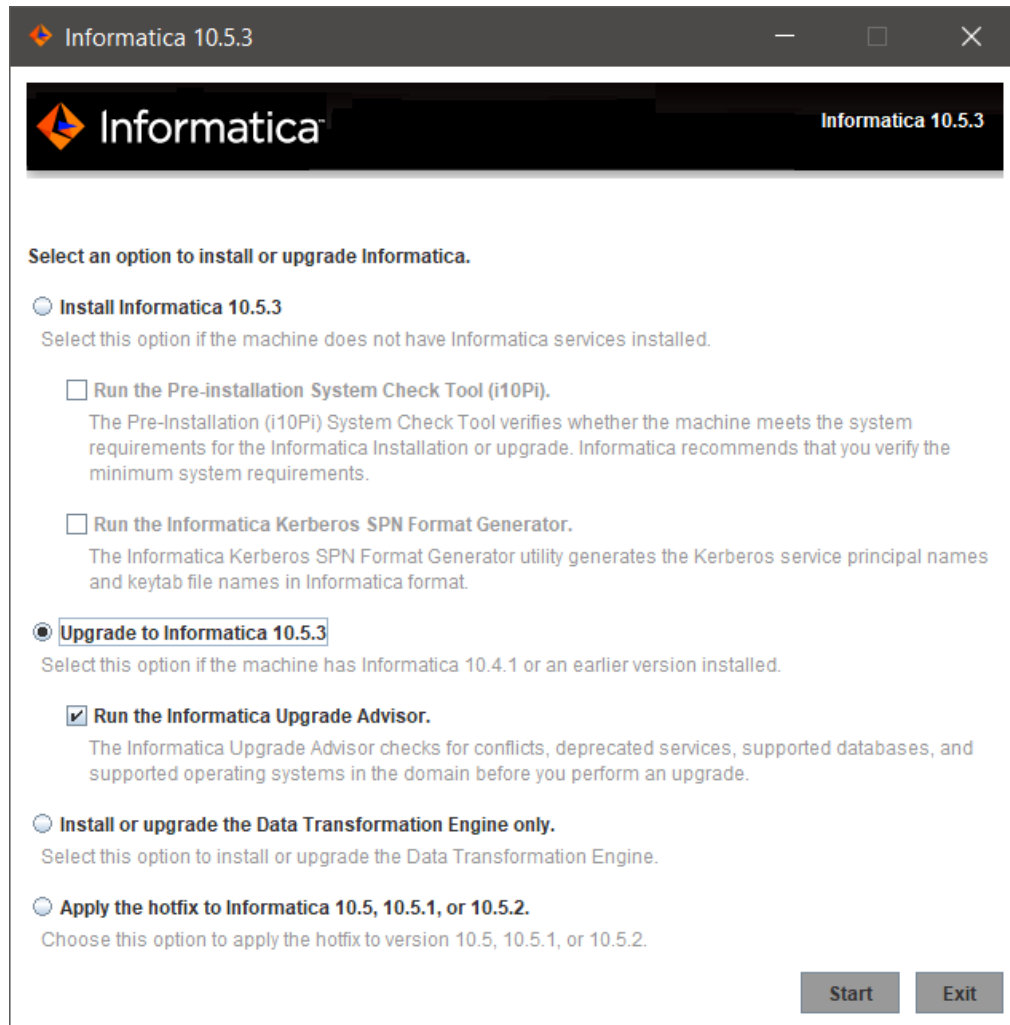 Informatica 10.5.3
Informatica
Informatica 10.5.3
Select an option to install or upgrade Informatica.
Install Informatica 10.5.3
Select this option if the machine does not have Informatica services installed.
Run the Pre-installation System Check Tool (i10Pi).
The Pre-Installation (i10Pi) System Check Tool verifies whether the machine meets the system
requirements for the Informatica Installation or upgrade. Informatica recommends that you verify the
minimum system requirements.
Run the Informatica Kerberos SPN Format Generator.
The Informatica Kerberos SPN Format Generator utility generates the Kerberos service principal names
and keytab file names in Informatica format.
Upgrade to Informatica 10.5.3
Select this option if the machine has Informatica 10.4.1 or an earlier version installed.
Run the Informatica Upgrade Advisor.
The Informatica Upgrade Advisor checks for conflicts, deprecated services, supported databases, and
supported operating systems in the domain before you perform an upgrade.
Install or upgrade the Data Transformation Engine only.
Select this option to install or upgrade the Data Transformation Engine.
Apply the hotfix to Informatica 10.5, 10.5.1, or 10.5.2.
Choose this option to apply the hotfix to version 10.5, 10.5.1, or 10.5.2.
Start Exit